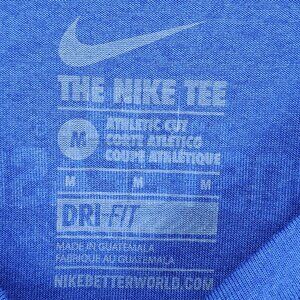 THE NIKE TEE
M
ATHLETIC CUT
CORTE ATLÉTICO
COUPE ATHLÉTIQUE
M M M
DRI-FIT
MADE IN GUATEMALA
FABRIQUÉ AU GUATEMALA
NIKEBETTERWORLD.COM